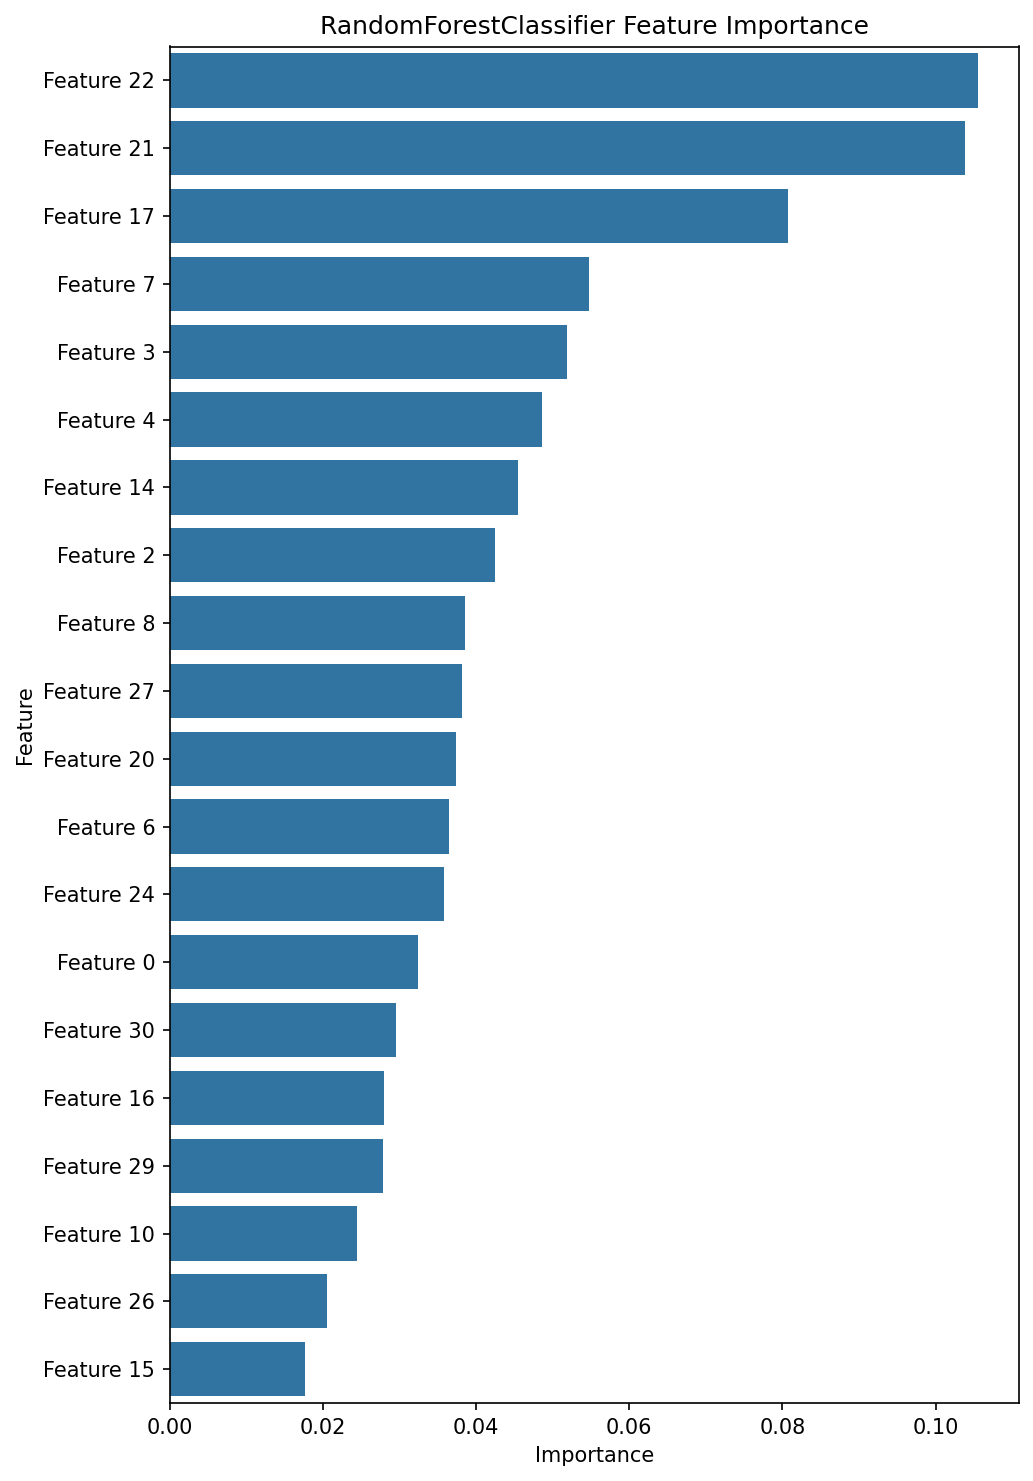 RandomForestClassifier Feature Importance
Feature 22
Feature 21
Feature 17
Feature 7
Feature 3
Feature 4
Feature 14
Feature 2
Feature 8
Feature 27
Feature 20
Feature 6
Feature 24
Feature 0
Feature 30
Feature 16
Feature 29
Feature 10
Feature 26
Feature 15
Feature
0.00 0.02 0.04 0.06 0.08 0.10
Importance